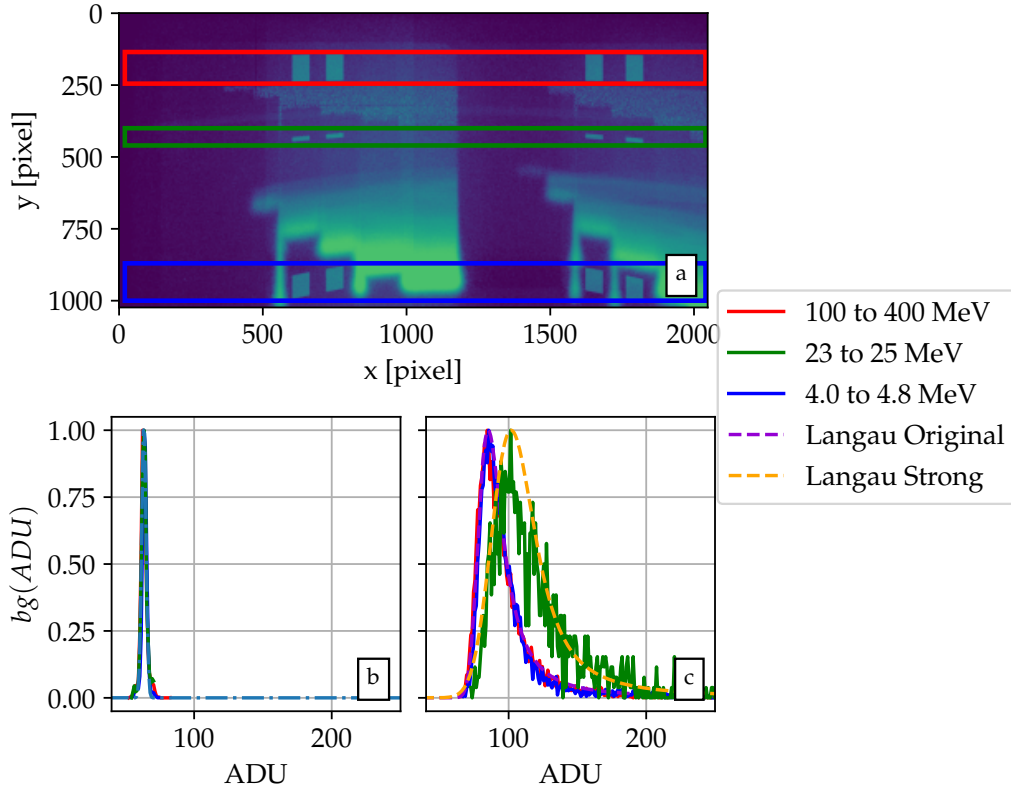 0
250
500
750
1000
y [pixel]
a
0
500
1000
1500
2000
x [pixel]
100 to 400 MeV
23 to 25 MeV
4.0 to 4.8 MeV
Langau Original
Langau Strong
1.00
0.75
0.50
0.25
0.00
bg(ADU)
b
c
100
200
100
200
ADU
ADU